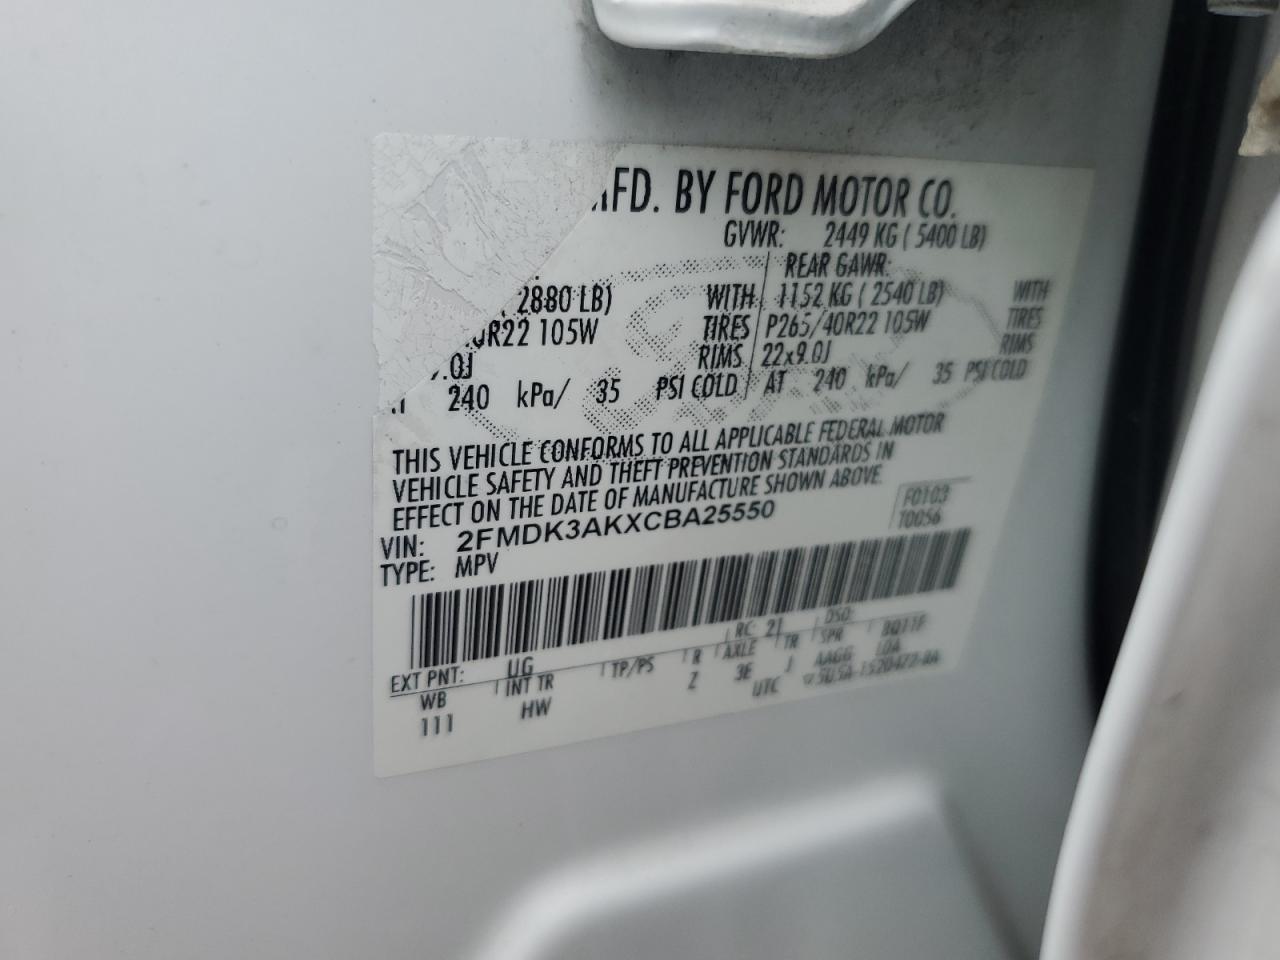 MFD. BY FORD MOTOR CO.
GVWR: 2449 KG ( 5400 LB)
REAR GAWR:
( 2880 LB) WITH 1152 KG ( 2540 LB) WITH
R22 105W TIRES P265/40R22 105W TIRES
.0J RIMS 22x9.0J RIMS
240 kPa/ 35 PSI COLD AT 240 kPa/ 35 PSI COLD
THIS VEHICLE CONFORMS TO ALL APPLICABLE FEDERAL MOTOR
VEHICLE SAFETY AND THEFT PREVENTION STANDARDS IN
EFFECT ON THE DATE OF MANUFACTURE SHOWN ABOVE.
F0103
VIN: 2FMDK3AKXCBA25550 T0056
TYPE: MPV
EXT PNT: UG RC: 21 DSO:
WB INT TR TP/PS R AXLE TR SPR
111 HW Z 3E J AAGG
UTC